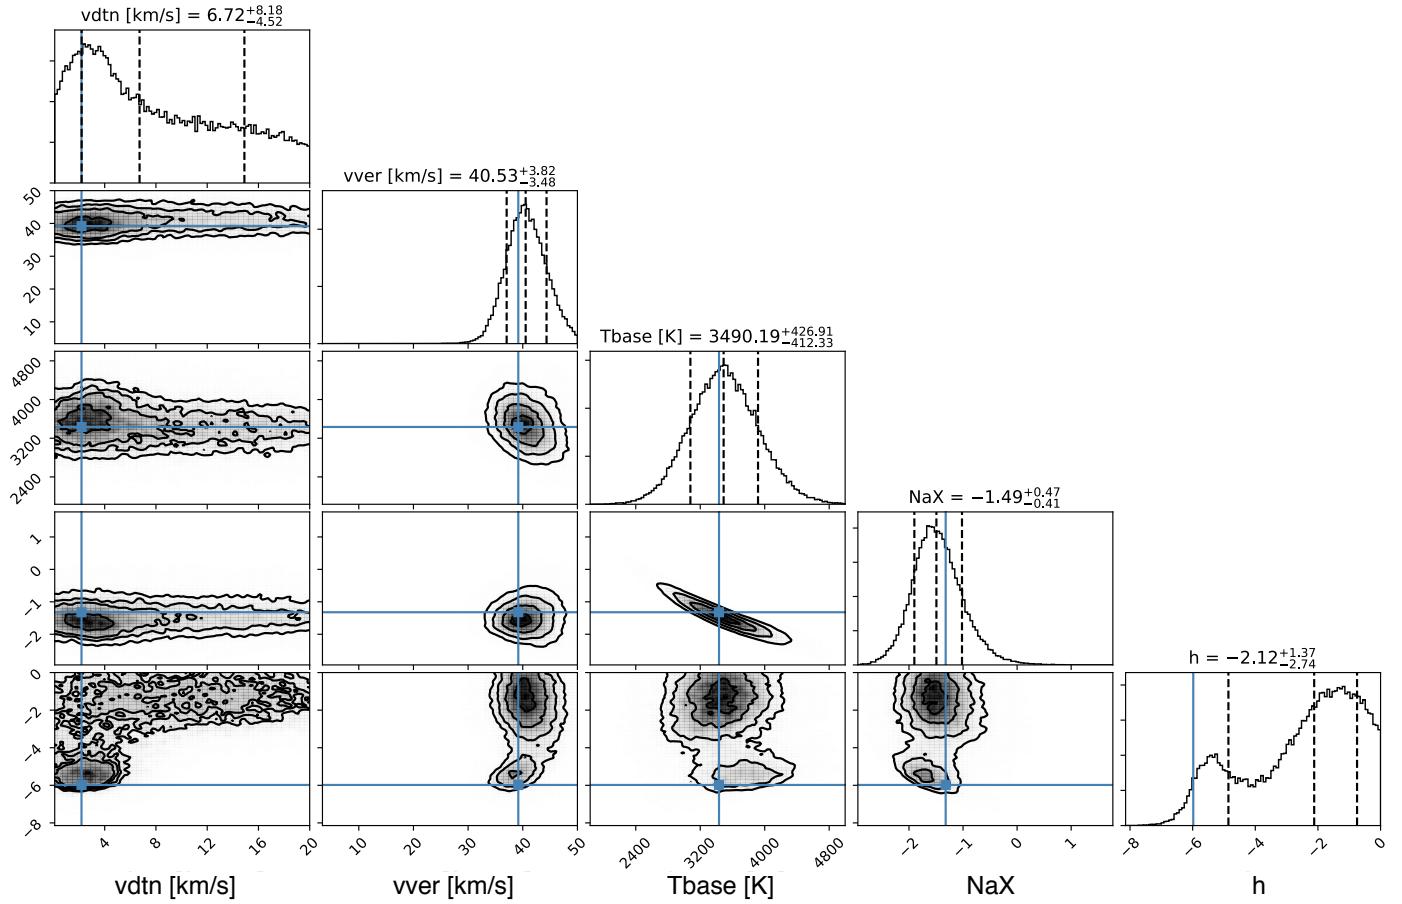 vdtn [km/s] = 6.72+8.18−4.52
vver [km/s] = 40.53+3.82−3.48
50
40
30
20
10
Tbase [K] = 3490.19+426.91−412.33
4800
4000
3200
2400
NaX = −1.49+0.47−0.41
1
0
−1
−2
h = −2.12+1.37−2.74
0
−2
−4
−6
−8
4 8 12 16 20 10 20 30 40 50 2400 3200 4000 4800 −2 −1 0 1 −8 −6 −4 −2 0
vdtn [km/s] vver [km/s] Tbase [K] NaX h